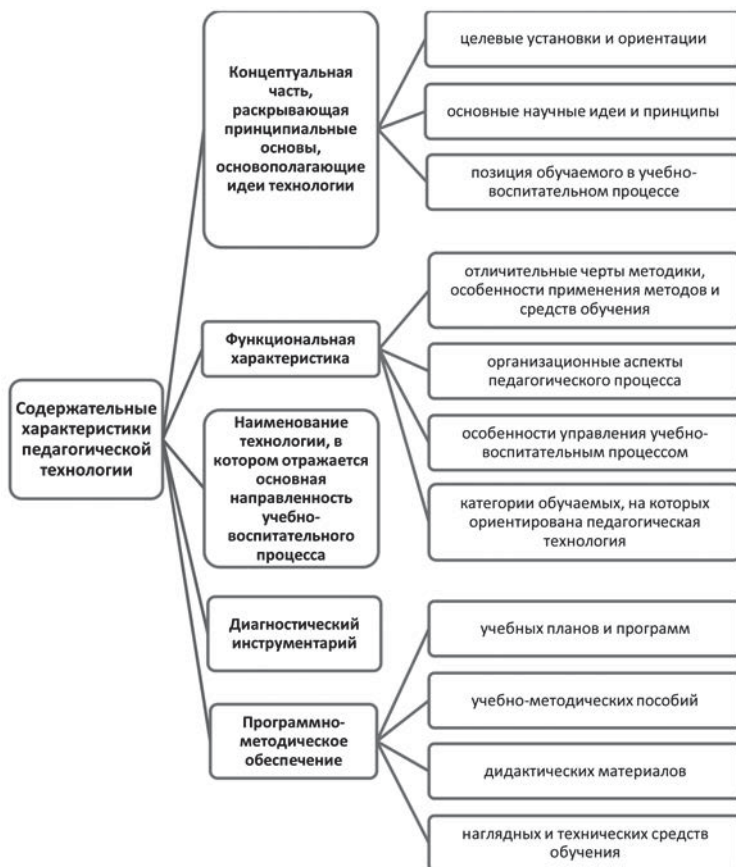 Содержательные
характеристики
педагогической
технологии
Концептуальная
часть,
раскрывающая
принципиальные
основы,
основополагающие
идеи технологии
целевые установки и ориентации
основные научные идеи и принципы
позиция обучаемого в учебно-
воспитательном процессе
Функциональная
характеристика
отличительные черты методики,
особенности применения методов и
средств обучения
организационные аспекты
педагогического процесса
особенности управления учебно-
воспитательным процессом
категории обучаемых, на которых
ориентирована педагогическая
технология
Наименование
технологии, в
котором отражается
основная
направленность
учебно-
воспитательного
процесса
Диагностический
инструментарий
Программно-
методическое
обеспечение
учебных планов и программ
учебно-методических пособий
дидактических материалов
наглядных и технических средств
обучения